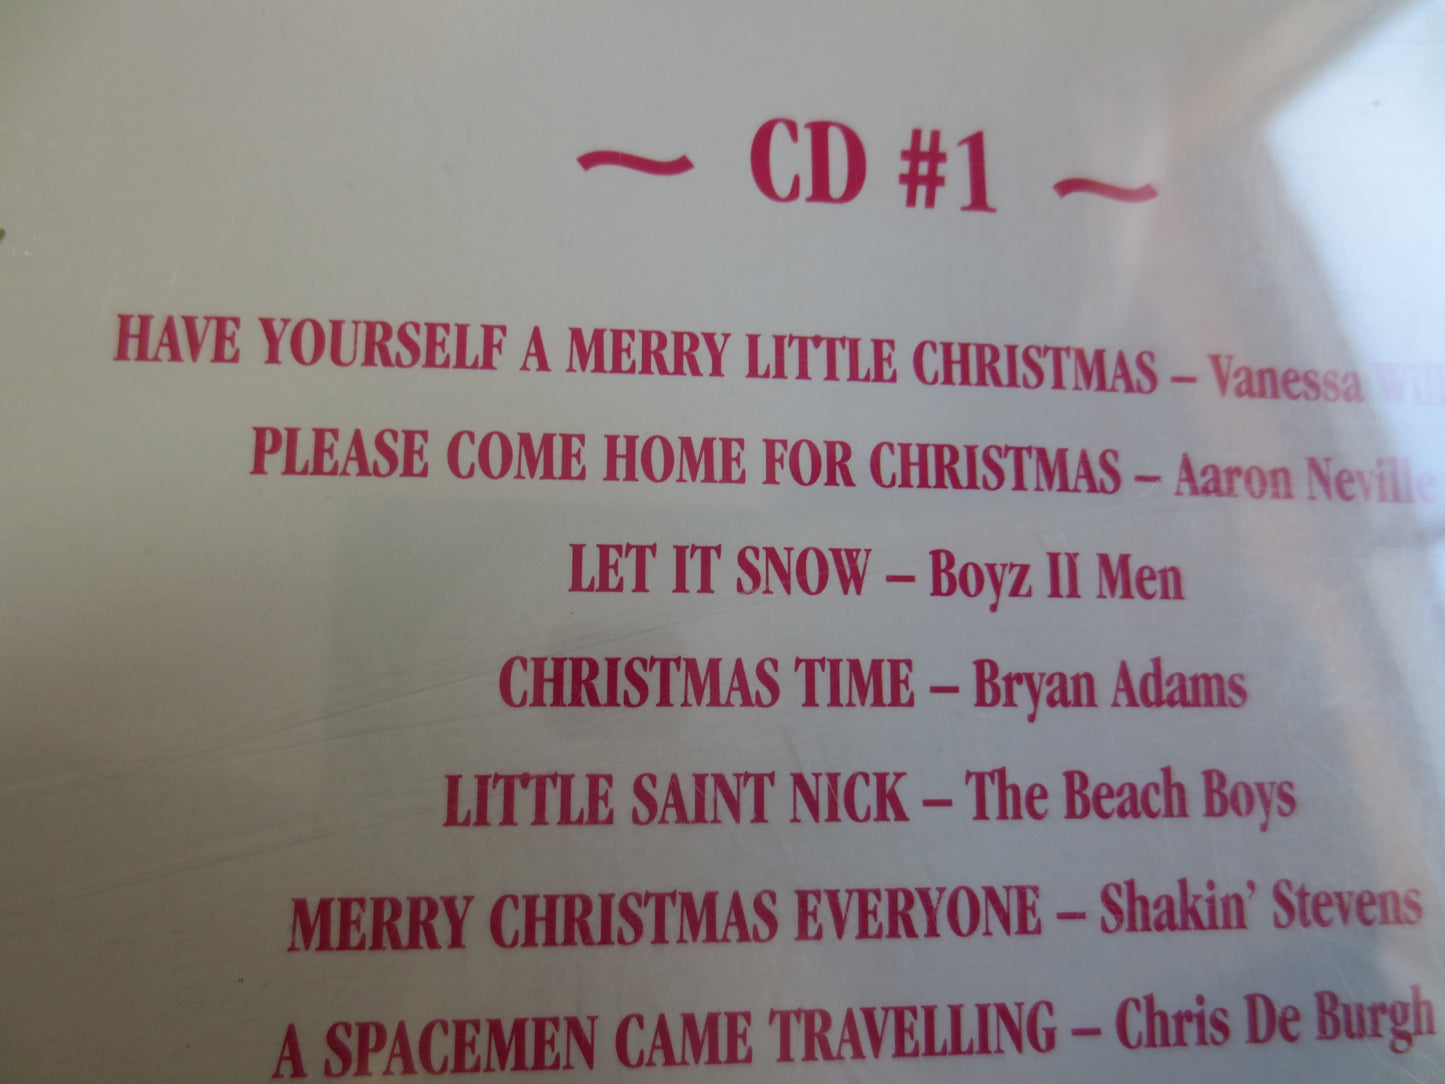 ~ CD #1 ~
HAVE YOURSELF A MERRY LITTLE CHRISTMAS – Vanessa
PLEASE COME HOME FOR CHRISTMAS – Aaron Neville
LET IT SNOW – Boyz II Men
CHRISTMAS TIME – Bryan Adams
LITTLE SAINT NICK – The Beach Boys
MERRY CHRISTMAS EVERYONE – Shakin' Stevens
A SPACEMEN CAME TRAVELLING – Chris De Burgh